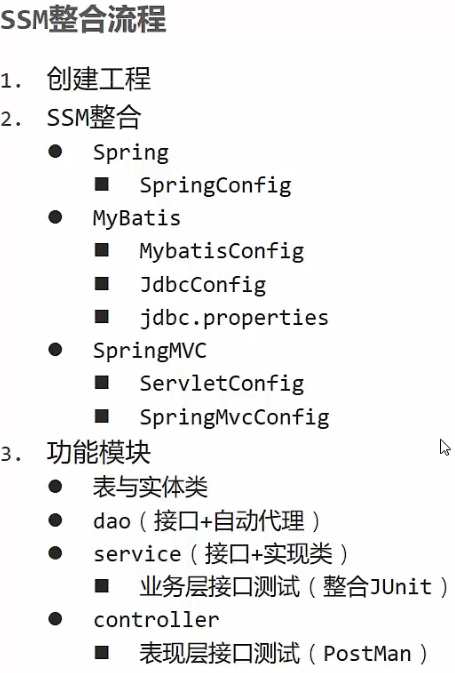 SSM整合流程
1. 创建工程
2. SSM整合
● Spring
■ SpringConfig
● MyBatis
■ MybatisConfig
■ JdbcConfig
■ jdbc.properties
● SpringMVC
■ ServletConfig
■ SpringMvcConfig
3. 功能模块
● 表与实体类
● dao（接口+自动代理）
● service（接口+实现类）
■ 业务层接口测试（整合JUnit）
● controller
■ 表现层接口测试（PostMan）